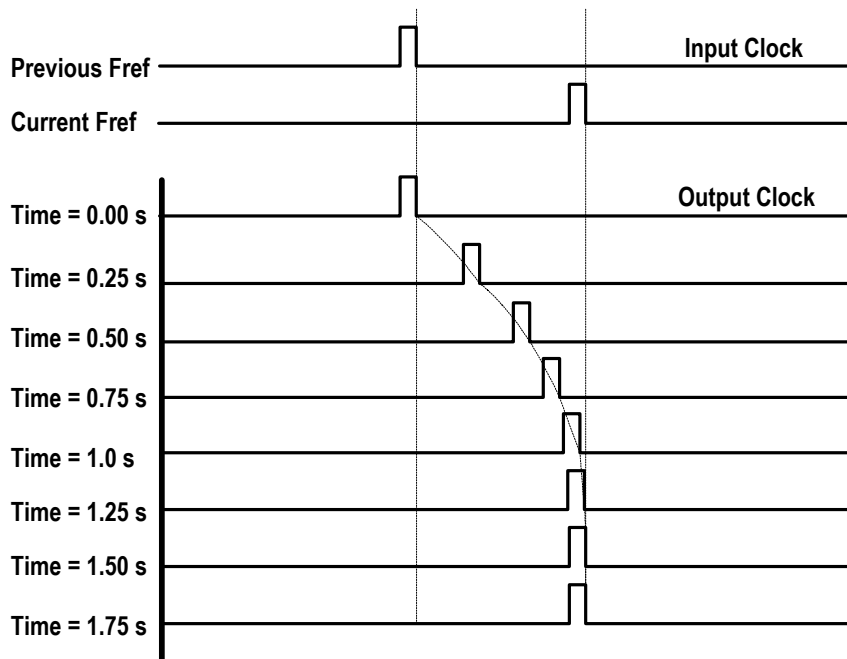 Input Clock
Previous Fref
Current Fref
Output Clock
Time = 0.00 s
Time = 0.25 s
Time = 0.50 s
Time = 0.75 s
Time = 1.0 s
Time = 1.25 s
Time = 1.50 s
Time = 1.75 s